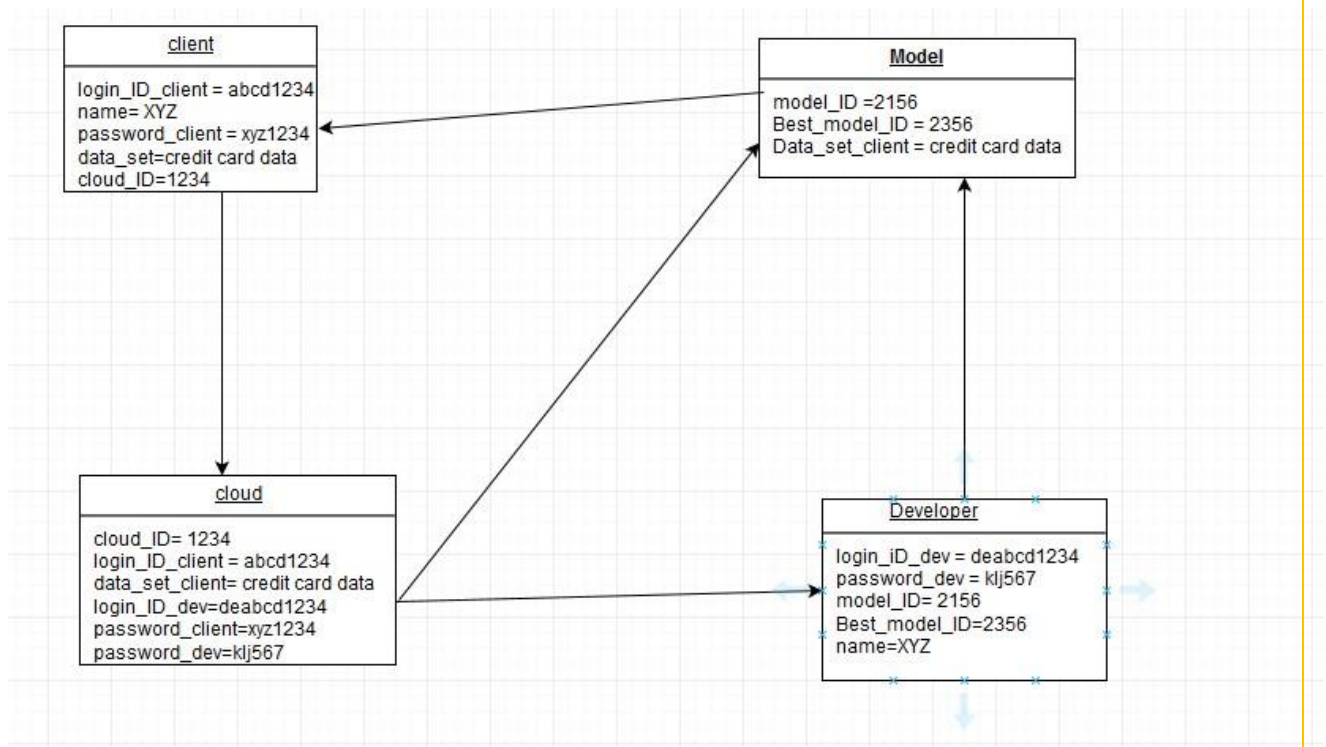 client
login_ID_client = abcd1234
name= XYZ
password_client = xyz1234
data_set=credit card data
cloud_ID=1234
Model
model_ID =2156
Best_model_ID = 2356
Data_set_client = credit card data
cloud
cloud_ID= 1234
login_ID_client = abcd1234
data_set_client= credit card data
login_ID_dev=deabcd1234
password_client=xyz1234
password_dev=klj567
Developer
login_iD_dev = deabcd1234
password_dev = klj567
model_ID= 2156
Best_model_ID=2356
name=XYZ